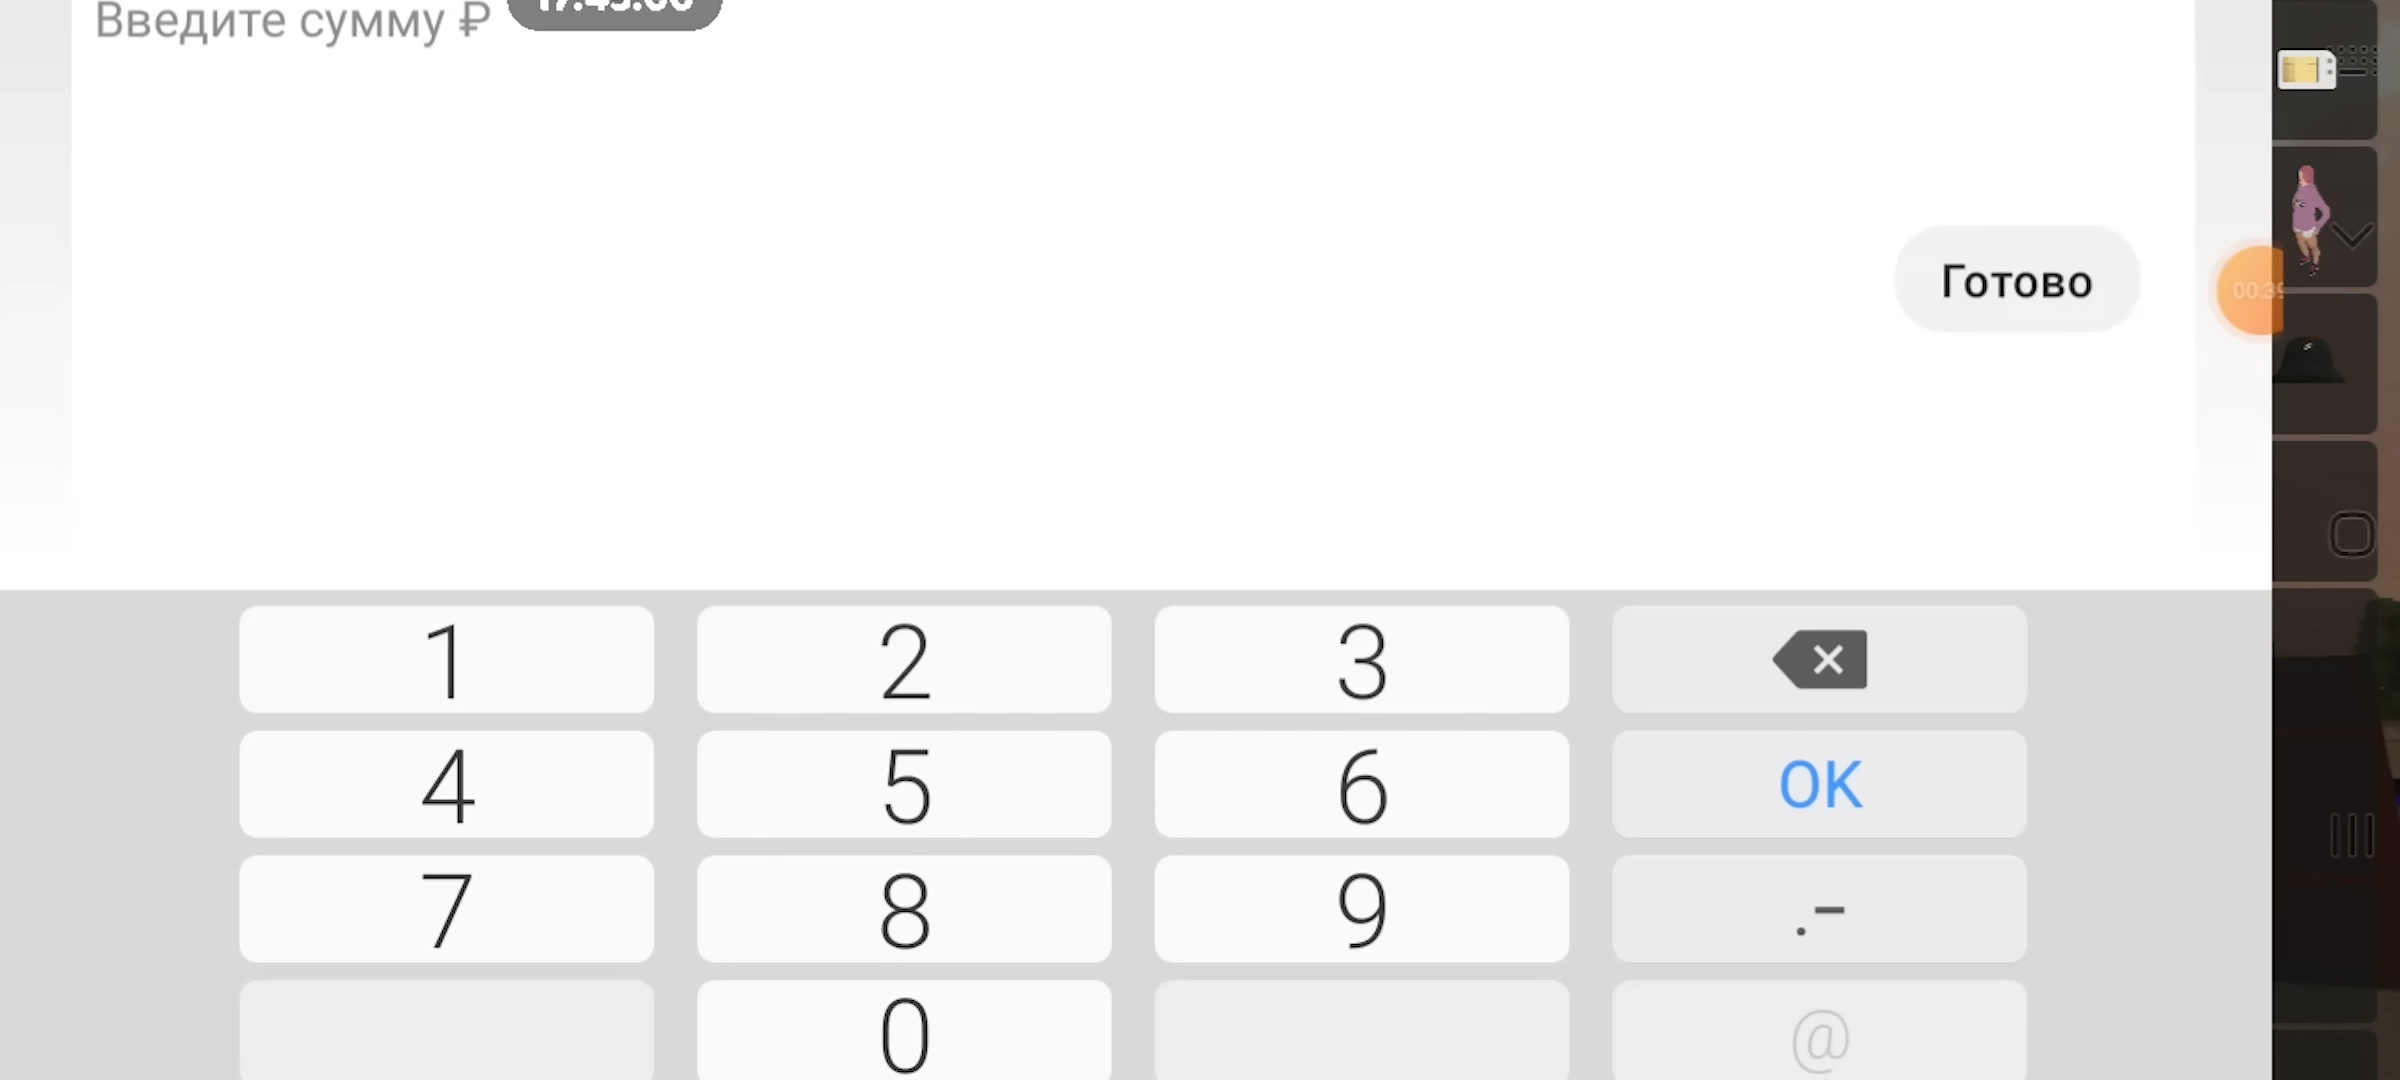 Введите сумму ₽
Готово
1 2 3
4 5 6 OK
7 8 9 .-
0 @